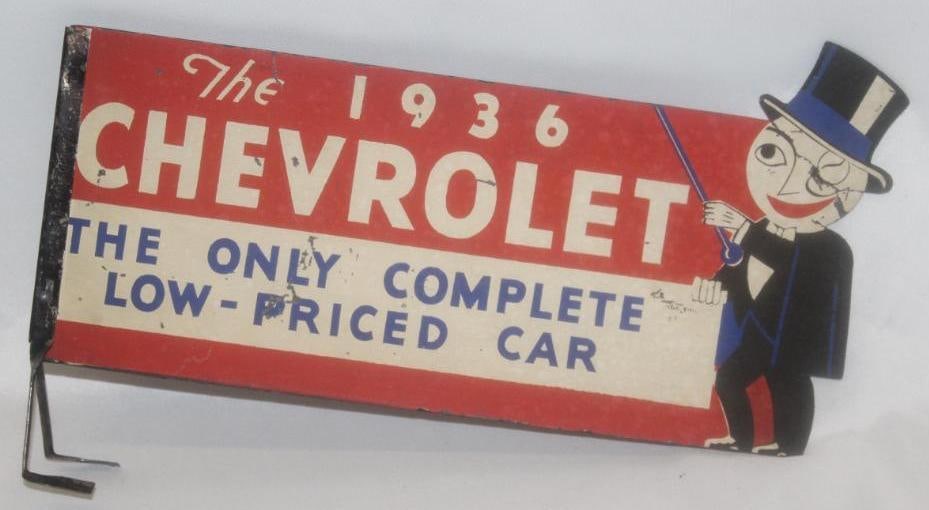 The 1936
CHEVROLET
THE ONLY COMPLETE
LOW-PRICED CAR